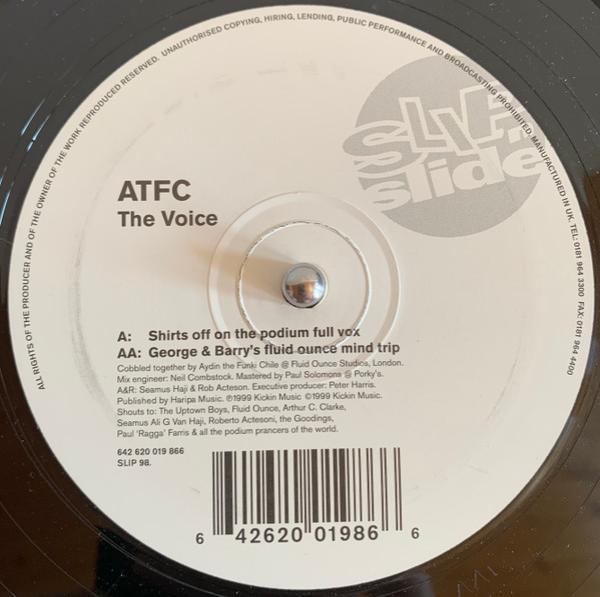 ALL RIGHTS OF THE PRODUCER AND OF THE OWNER OF THE WORK REPRODUCED RESERVED. UNAUTHORISED COPYING, HIRING, LENDING, PUBLIC PERFORMANCE AND BROADCASTING PROHIBITED. MANUFACTURED IN UK. TEL: 0181 964 3300 FAX: 0181 964 4400
SLIP..n
slide
ATFC
The Voice
A: Shirts off on the podium full vox
AA: George & Barry's fluid ounce mind trip
Cobbled together by Aydin the Funki Chile @ Fluid Ounce Studios, London.
Mix engineer: Neil Combstock. Mastered by Paul Solomons @ Porky's.
A&R: Seamus Haji & Rob Acteson. Executive producer: Peter Harris.
Published by Haripa Music. ℗1999 Kickin Music ©1999 Kickin Music.
Shouts to: The Uptown Boys, Fluid Ounce, Arthur C. Clarke,
Seamus Ali G Van Haji, Roberto Actesoni, the Goodings,
Paul 'Ragga' Farris & all the podium prancers of the world.
642 620 019 866
SLIP 98.
6 42620 01986 6